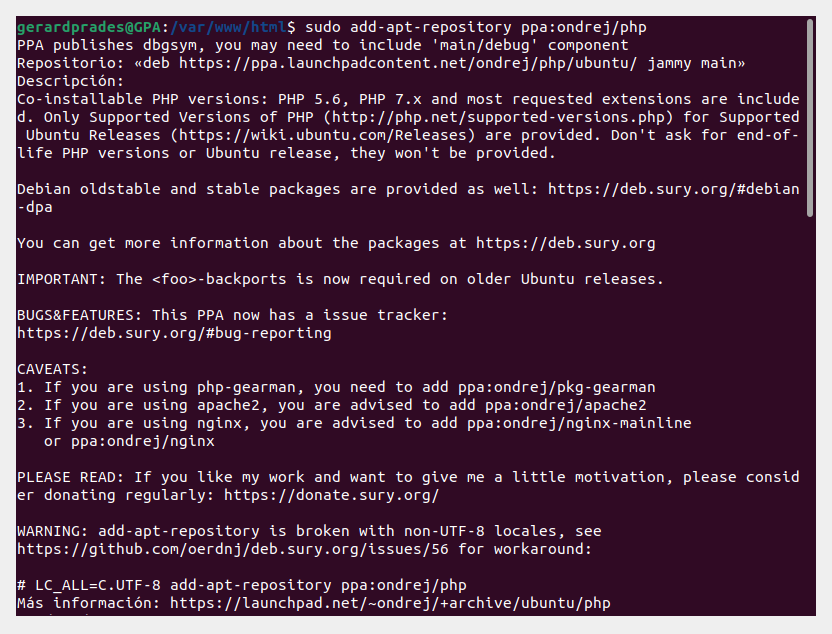 gerardprades@GPA:/var/www/html$ sudo add-apt-repository ppa:ondrej/php
PPA publishes dbgsym, you may need to include 'main/debug' component
Repositorio: «deb https://ppa.launchpadcontent.net/ondrej/php/ubuntu/ jammy main»
Descripción:
Co-installable PHP versions: PHP 5.6, PHP 7.x and most requested extensions are include
d. Only Supported Versions of PHP (http://php.net/supported-versions.php) for Supported
 Ubuntu Releases (https://wiki.ubuntu.com/Releases) are provided. Don't ask for end-of-
life PHP versions or Ubuntu release, they won't be provided.

Debian oldstable and stable packages are provided as well: https://deb.sury.org/#debian
-dpa

You can get more information about the packages at https://deb.sury.org

IMPORTANT: The <foo>-backports is now required on older Ubuntu releases.

BUGS&FEATURES: This PPA now has a issue tracker:
https://deb.sury.org/#bug-reporting

CAVEATS:
1. If you are using php-gearman, you need to add ppa:ondrej/pkg-gearman
2. If you are using apache2, you are advised to add ppa:ondrej/apache2
3. If you are using nginx, you are advised to add ppa:ondrej/nginx-mainline
   or ppa:ondrej/nginx

PLEASE READ: If you like my work and want to give me a little motivation, please consid
er donating regularly: https://donate.sury.org/

WARNING: add-apt-repository is broken with non-UTF-8 locales, see
https://github.com/oerdnj/deb.sury.org/issues/56 for workaround:

# LC_ALL=C.UTF-8 add-apt-repository ppa:ondrej/php
Más información: https://launchpad.net/~ondrej/+archive/ubuntu/php